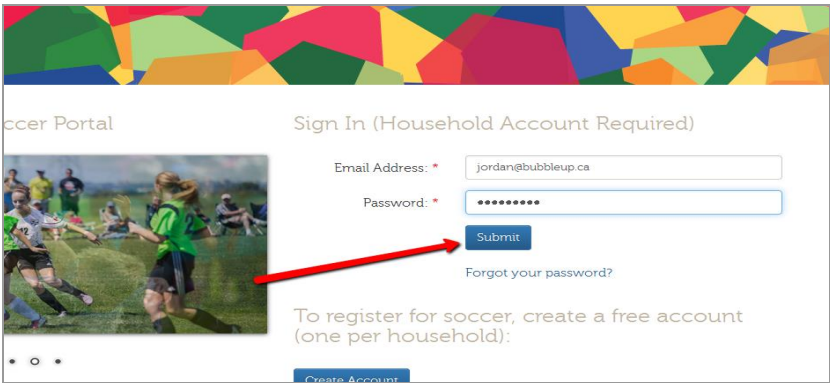 ccer Portal
Sign In (Household Account Required)
Email Address: *
jordan@bubbleup.ca
Password: *
•••••••••
Submit
Forgot your password?
To register for soccer, create a free account
(one per household):
Create Account